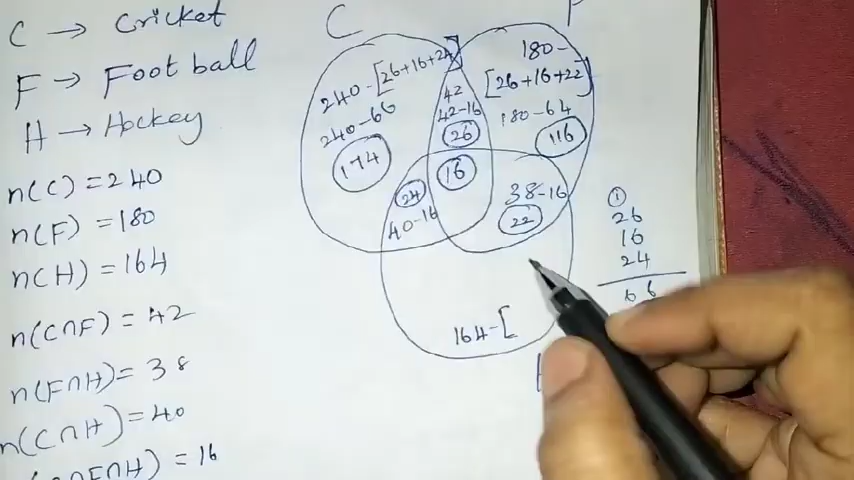 C → Cricket
F → Football
H → Hockey
n(C) = 240
n(F) = 180
n(H) = 164
n(C∩F) = 42
n(F∩H) = 38
n(C∩H) = 40
∩F∩H) = 16
C
F
240-[26+16+24]
240-66
174
42
42-16
26
180-
[26+16+22]
180-64
116
16
24
40-16
38-16
22
164-[
H
1
26
16
24
66